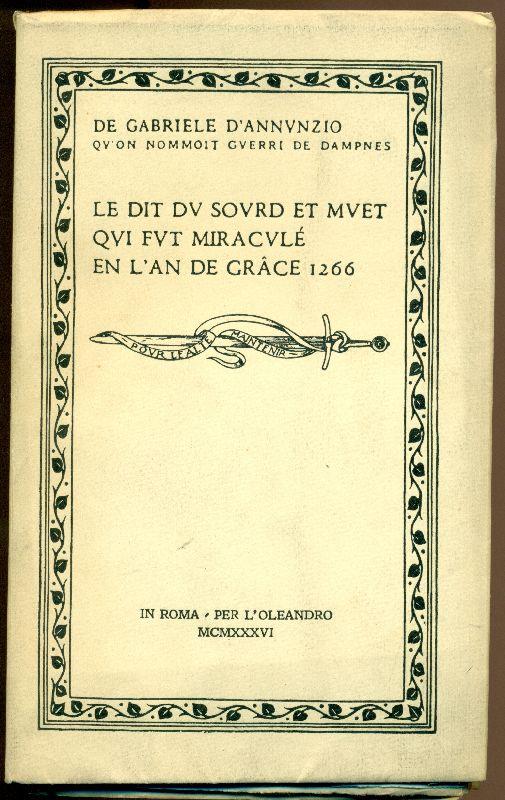 DE GABRIELE D'ANNVNZIO
QV'ON NOMMOIT GVERRI DE DAMPNES
LE DIT DV SOVRD ET MVET
QVI FVT MIRACVLÉ
EN L'AN DE GRÂCE 1266
POVR LEALTE MAINTENIR
IN ROMA · PER L'OLEANDRO
MCMXXXVI